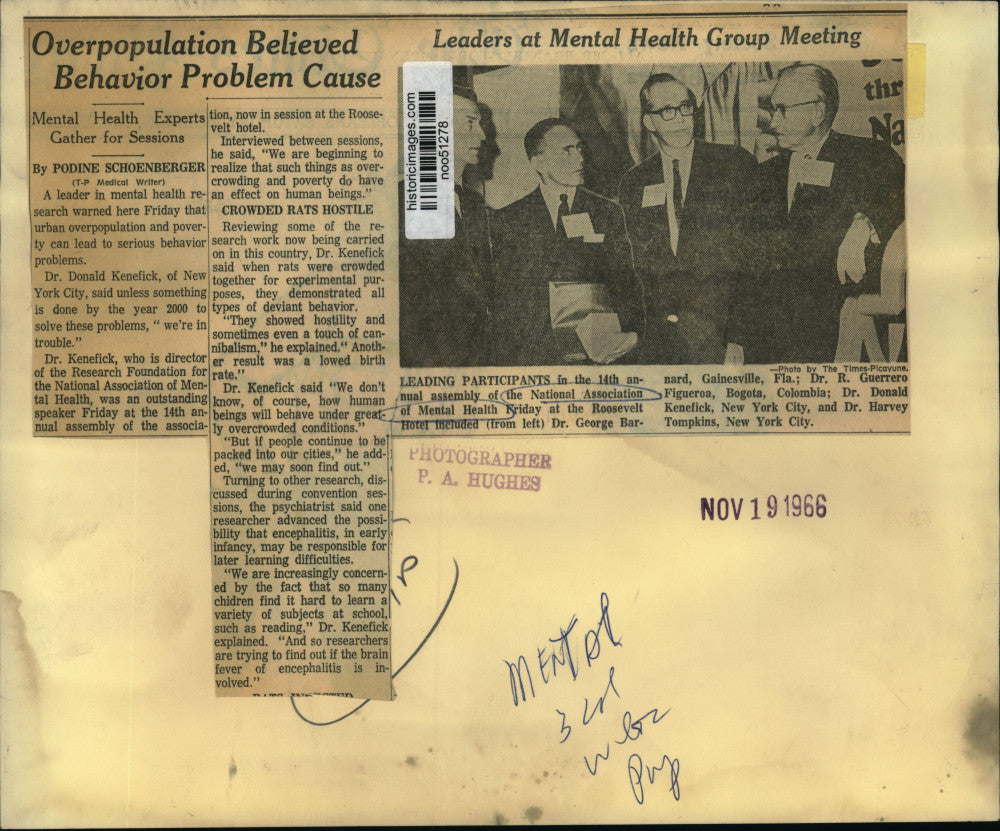 Overpopulation Believed
Behavior Problem Cause
Mental Health Experts
Gather for Sessions
By PODINE SCHOENBERGER
(T-P Medical Writer)
A leader in mental health re-
search warned here Friday that
urban overpopulation and pover-
ty can lead to serious behavior
problems.
Dr. Donald Kenefick, of New
York City, said unless something
is done by the year 2000 to
solve these problems, " we're in
trouble."
Dr. Kenefick, who is director
of the Research Foundation for
the National Association of Men-
tal Health, was an outstanding
speaker Friday at the 14th an-
nual assembly of the associa-
tion, now in session at the Roose-
velt hotel.
Interviewed between sessions,
he said, "We are beginning to
realize that such things as over-
crowding and poverty do have
an effect on human beings."
CROWDED RATS HOSTILE
Reviewing some of the re-
search work now being carried
on in this country, Dr. Kenefick
said when rats were crowded
together for experimental pur-
poses, they demonstrated all
types of deviant behavior.
"They showed hostility and
sometimes even a touch of can-
nibalism," he explained." Anoth-
er result was a lowed birth
rate."
Dr. Kenefick said "We don't
know, of course, how human
beings will behave under great-
ly overcrowded conditions."
"But if people continue to be
packed into our cities," he add-
ed, "we may soon find out."
Turning to other research, dis-
cussed during convention ses-
sions, the psychiatrist said one
researcher advanced the possi-
bility that encephalitis, in early
infancy, may be responsible for
later learning difficulties.
"We are increasingly concern-
ed by the fact that so many
chidren find it hard to learn a
variety of subjects at school,
such as reading," Dr. Kenefick
explained. "And so researchers
are trying to find out if the brain
fever of encephalitis is in-
volved."
Leaders at Mental Health Group Meeting
historicimages.com
noo51278
thr
Na
—Photo by The Times-Picayune.
LEADING PARTICIPANTS in the 14th an-
nual assembly of the National Association
of Mental Health Friday at the Roosevelt
Hotel included (from left) Dr. George Bar-
nard, Gainesville, Fla.; Dr. R. Guerrero
Figueroa, Bogota, Colombia; Dr. Donald
Kenefick, New York City, and Dr. Harvey
Tompkins, New York City.
PHOTOGRAPHER
P. A. HUGHES
NOV 19 1966
TP
MENTAL
3 col